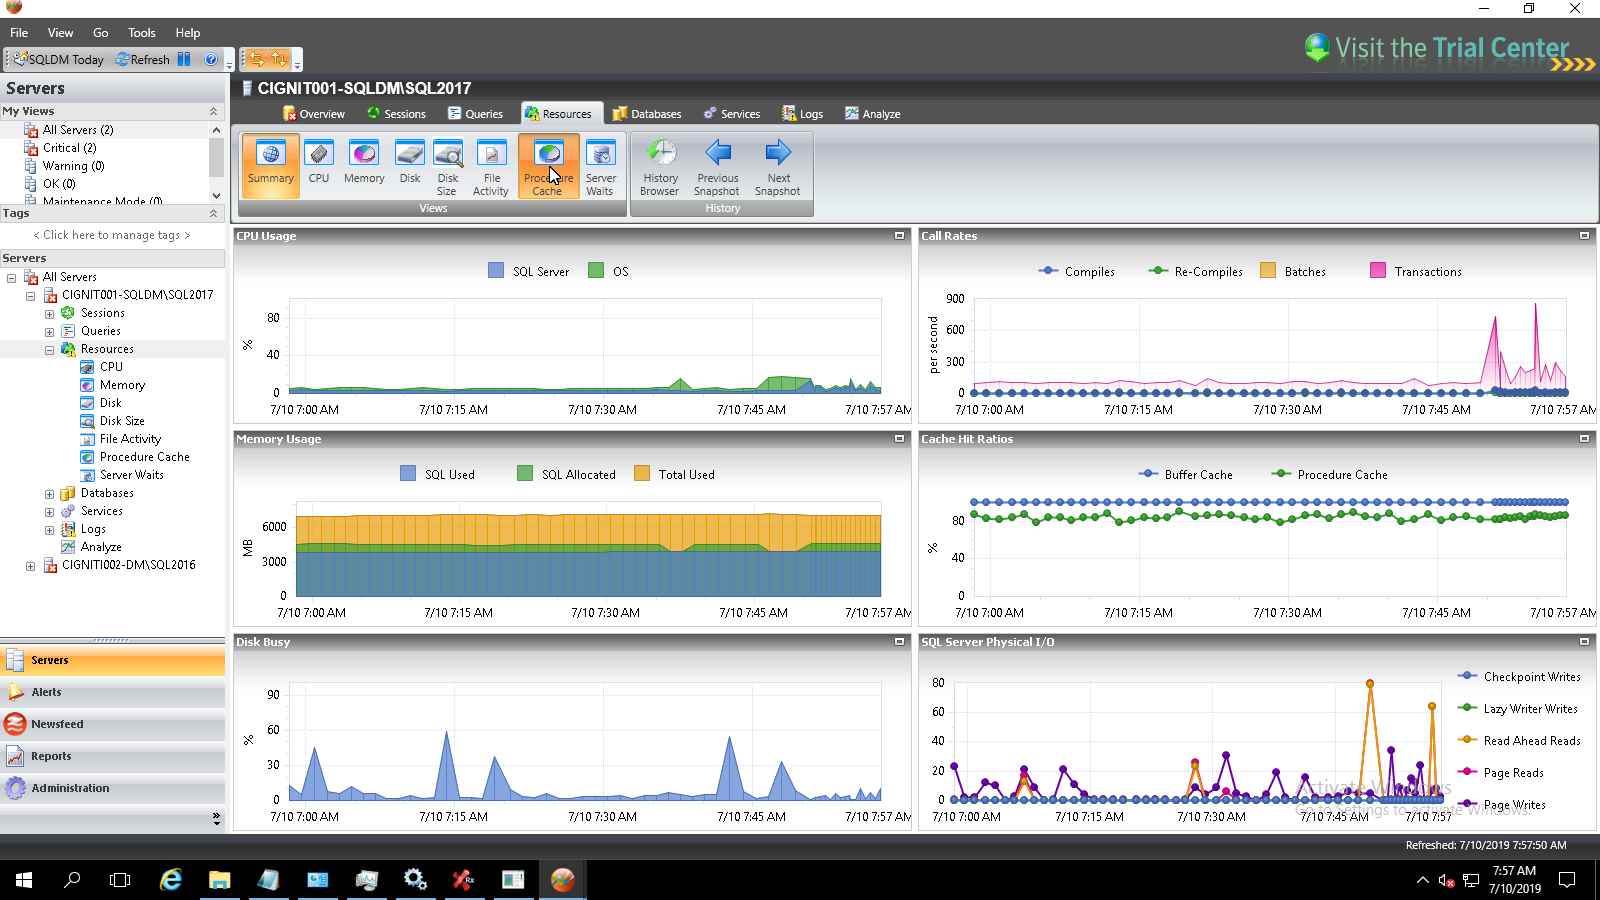 File View Go Tools Help
SQLDM Today Refresh
Visit the Trial Center
Servers
My Views
All Servers (2)
Critical (2)
Warning (0)
OK (0)
Maintenance Mode (0)
Tags
< Click here to manage tags >
Servers
All Servers
CIGNIT001-SQLDM\SQL2017
Sessions
Queries
Resources
CPU
Memory
Disk
Disk Size
File Activity
Procedure Cache
Server Waits
Databases
Services
Logs
Analyze
CIGNITI002-DM\SQL2016
Servers
Alerts
Newsfeed
Reports
Administration
CIGNIT001-SQLDM\SQL2017
Overview Sessions Queries Resources Databases Services Logs Analyze
Summary CPU Memory Disk Disk Size File Activity Procedure Cache Server Waits
Views
History Browser Previous Snapshot Next Snapshot
History
CPU Usage
SQL Server OS
%
80
40
0
7/10 7:00 AM 7/10 7:15 AM 7/10 7:30 AM 7/10 7:45 AM 7/10 7:57 AM
Call Rates
Compiles Re-Compiles Batches Transactions
per second
900
600
300
0
7/10 7:00 AM 7/10 7:15 AM 7/10 7:30 AM 7/10 7:45 AM 7/10 7:57 AM
Memory Usage
SQL Used SQL Allocated Total Used
MB
6000
3000
0
7/10 7:00 AM 7/10 7:15 AM 7/10 7:30 AM 7/10 7:45 AM 7/10 7:57 AM
Cache Hit Ratios
Buffer Cache Procedure Cache
%
80
40
0
7/10 7:00 AM 7/10 7:15 AM 7/10 7:30 AM 7/10 7:45 AM 7/10 7:57 AM
Disk Busy
%
90
60
30
0
7/10 7:00 AM 7/10 7:15 AM 7/10 7:30 AM 7/10 7:45 AM 7/10 7:57 AM
SQL Server Physical I/O
80
60
40
20
0
7/10 7:00 AM 7/10 7:15 AM 7/10 7:30 AM 7/10 7:45 AM 7/10 7:57
Checkpoint Writes
Lazy Writer Writes
Read Ahead Reads
Page Reads
Page Writes
Activate Windows
Go to Settings to activate Windows.
Refreshed: 7/10/2019 7:57:50 AM
7:57 AM
7/10/2019